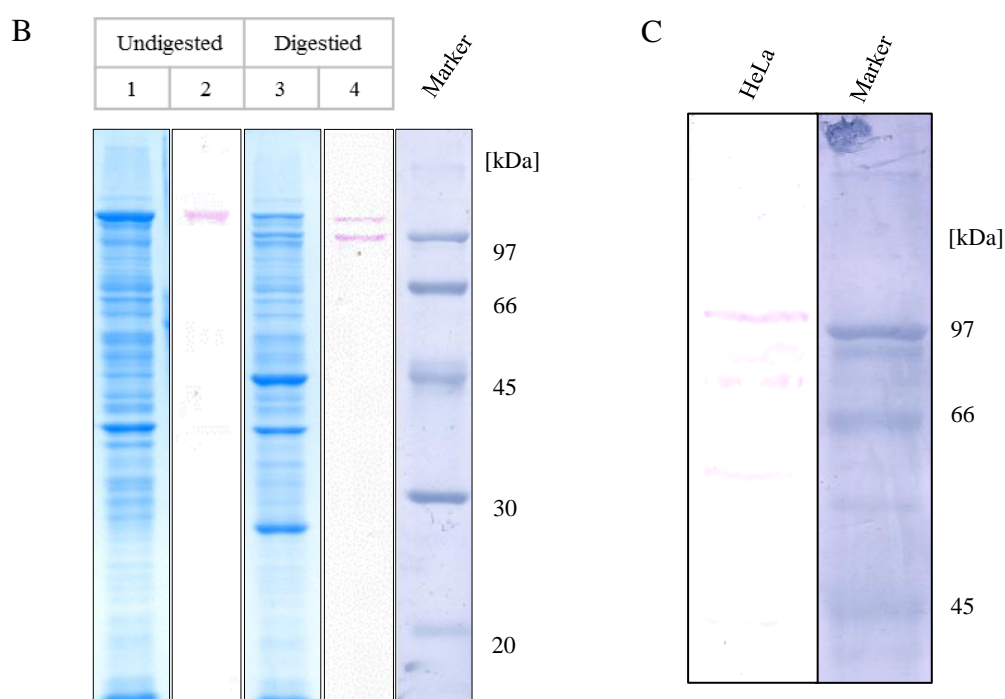 B
Undigested Digestied
1 2 3 4
Marker
[kDa]
97
66
45
30
20
C
HeLa
Marker
[kDa]
97
66
45